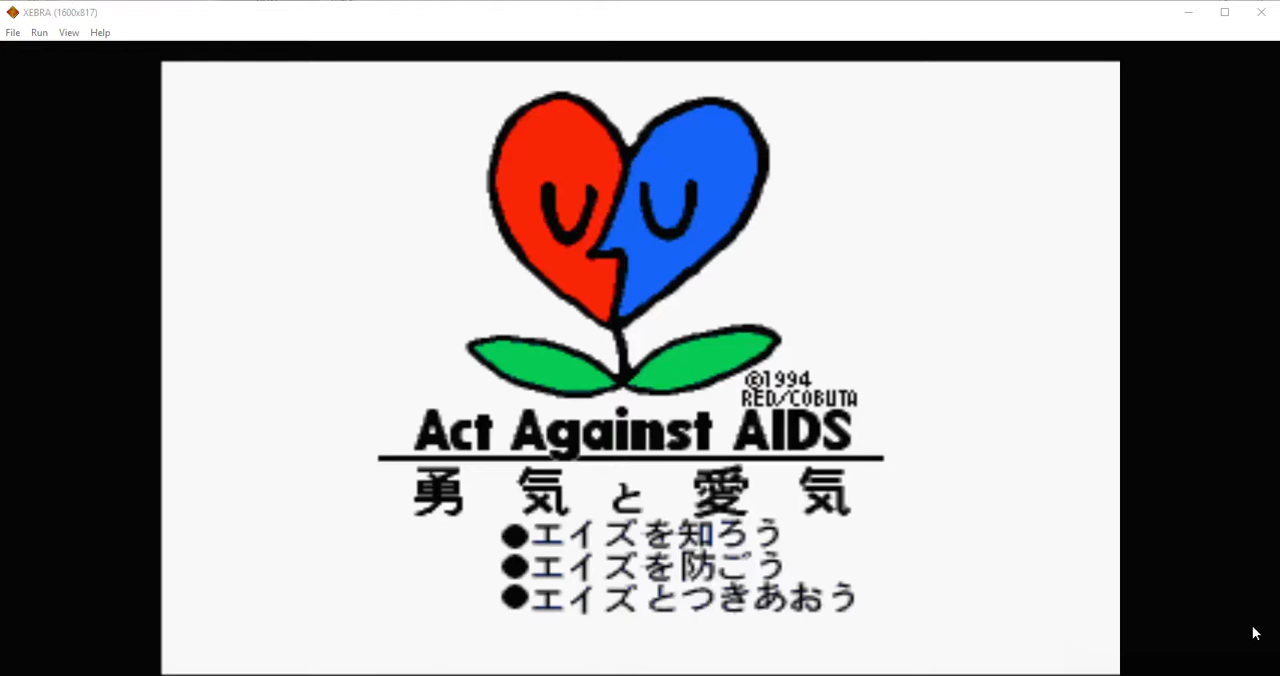 XEBRA (1600x817)
File Run View Help
©1994
RED/COBUTA
Act Against AIDS
勇気と愛気
●エイズを知ろう
●エイズを防ごう
●エイズとつきあおう